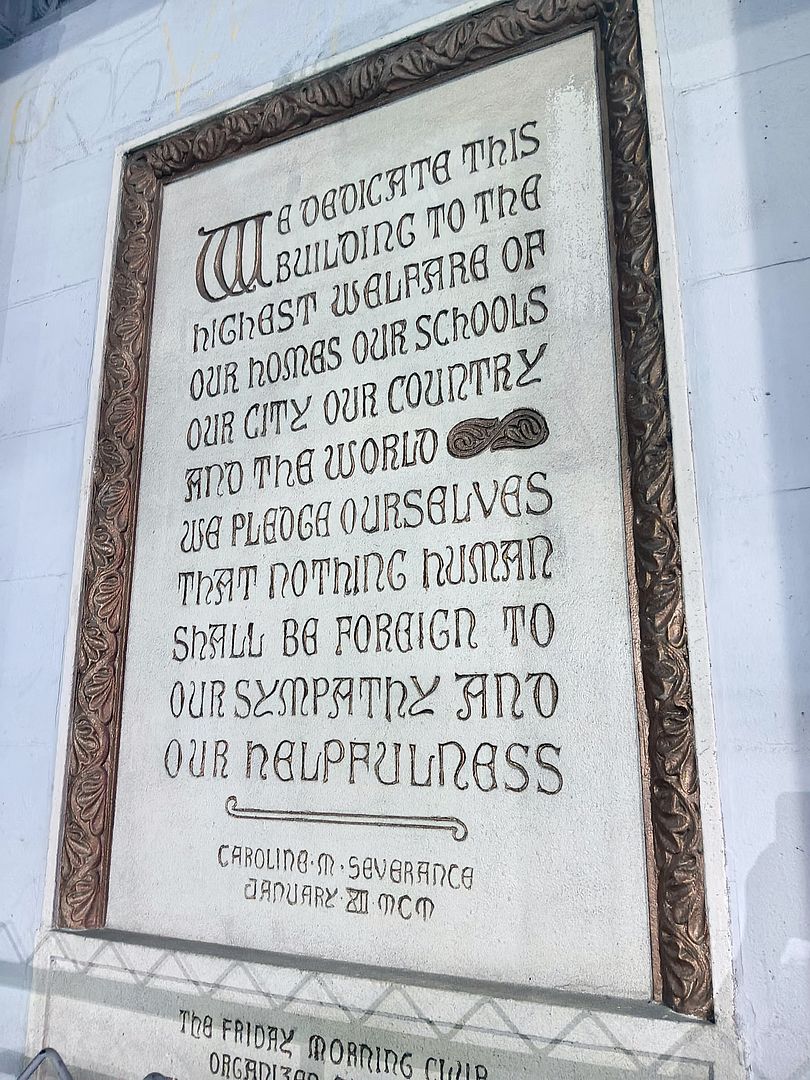 WE DEDICATE THIS
BUILDING TO THE
HIGHEST WELFARE OF
OUR HOMES OUR SCHOOLS
OUR CITY OUR COUNTRY
AND THE WORLD
WE PLEDGE OURSELVES
THAT NOTHING HUMAN
SHALL BE FOREIGN TO
OUR SYMPATHY AND
OUR HELPFULNESS
CAROLINE · M · SEVERANCE
JANUARY · XII · MCM
THE FRIDAY MORNING CLUB
ORGANIZED